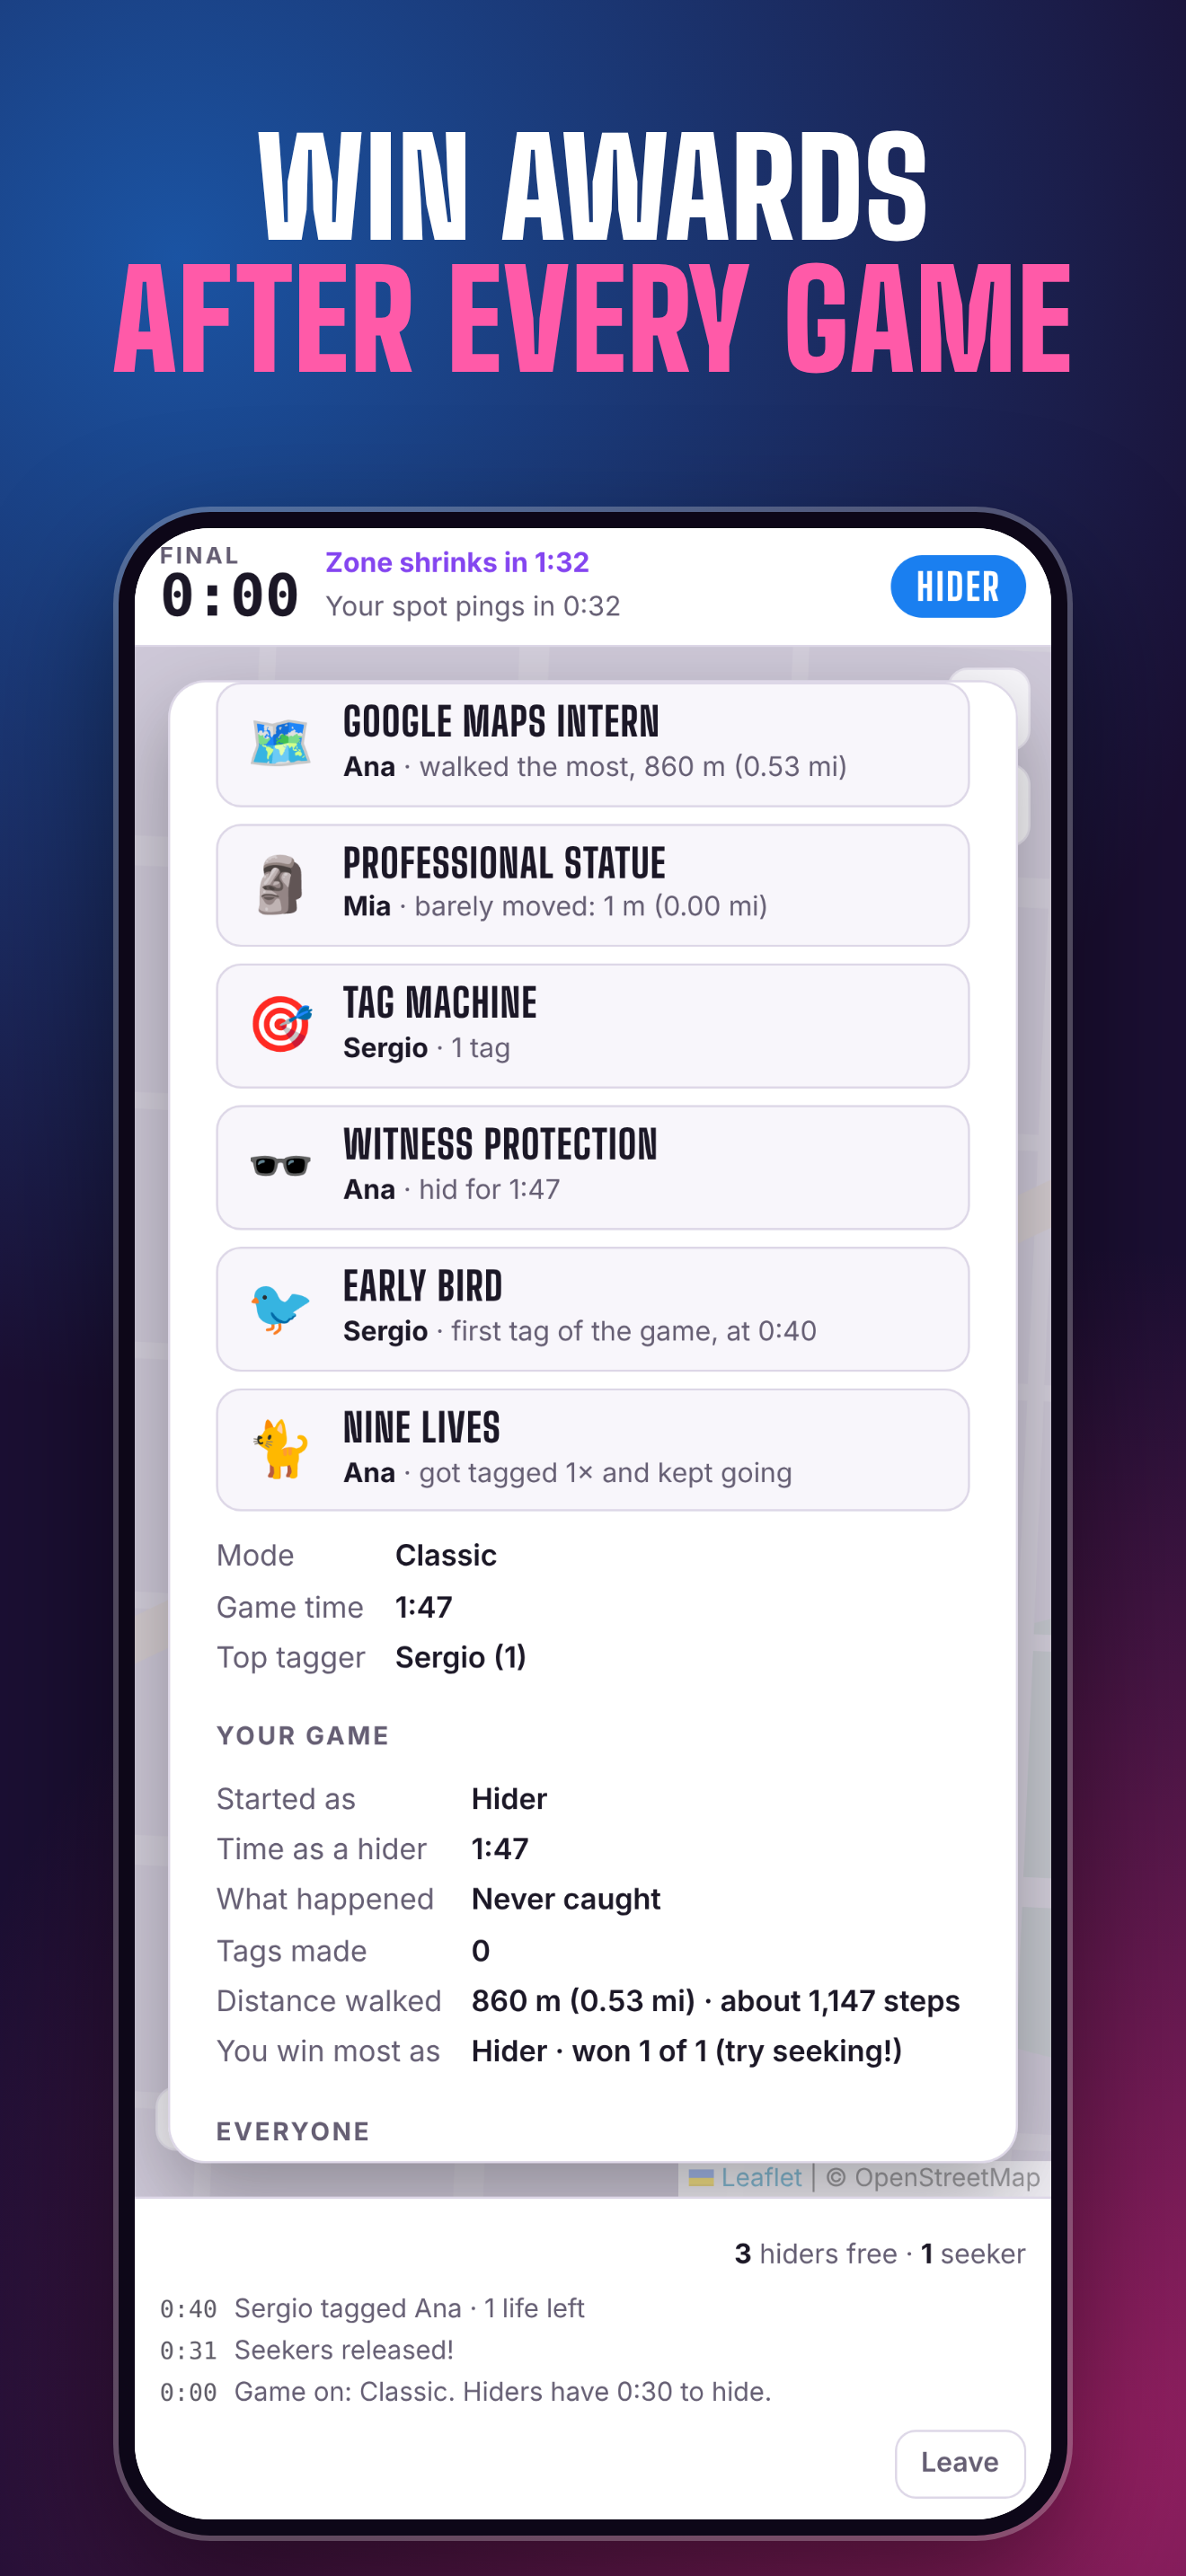 WIN AWARDS
AFTER EVERY GAME
FINAL
0:00
Zone shrinks in 1:32
Your spot pings in 0:32
HIDER
GOOGLE MAPS INTERN
Ana · walked the most, 860 m (0.53 mi)
PROFESSIONAL STATUE
Mia · barely moved: 1 m (0.00 mi)
TAG MACHINE
Sergio · 1 tag
WITNESS PROTECTION
Ana · hid for 1:47
EARLY BIRD
Sergio · first tag of the game, at 0:40
NINE LIVES
Ana · got tagged 1× and kept going
Mode Classic
Game time 1:47
Top tagger Sergio (1)
YOUR GAME
Started as Hider
Time as a hider 1:47
What happened Never caught
Tags made 0
Distance walked 860 m (0.53 mi) · about 1,147 steps
You win most as Hider · won 1 of 1 (try seeking!)
EVERYONE
Leaflet | © OpenStreetMap
3 hiders free · 1 seeker
0:40 Sergio tagged Ana · 1 life left
0:31 Seekers released!
0:00 Game on: Classic. Hiders have 0:30 to hide.
Leave